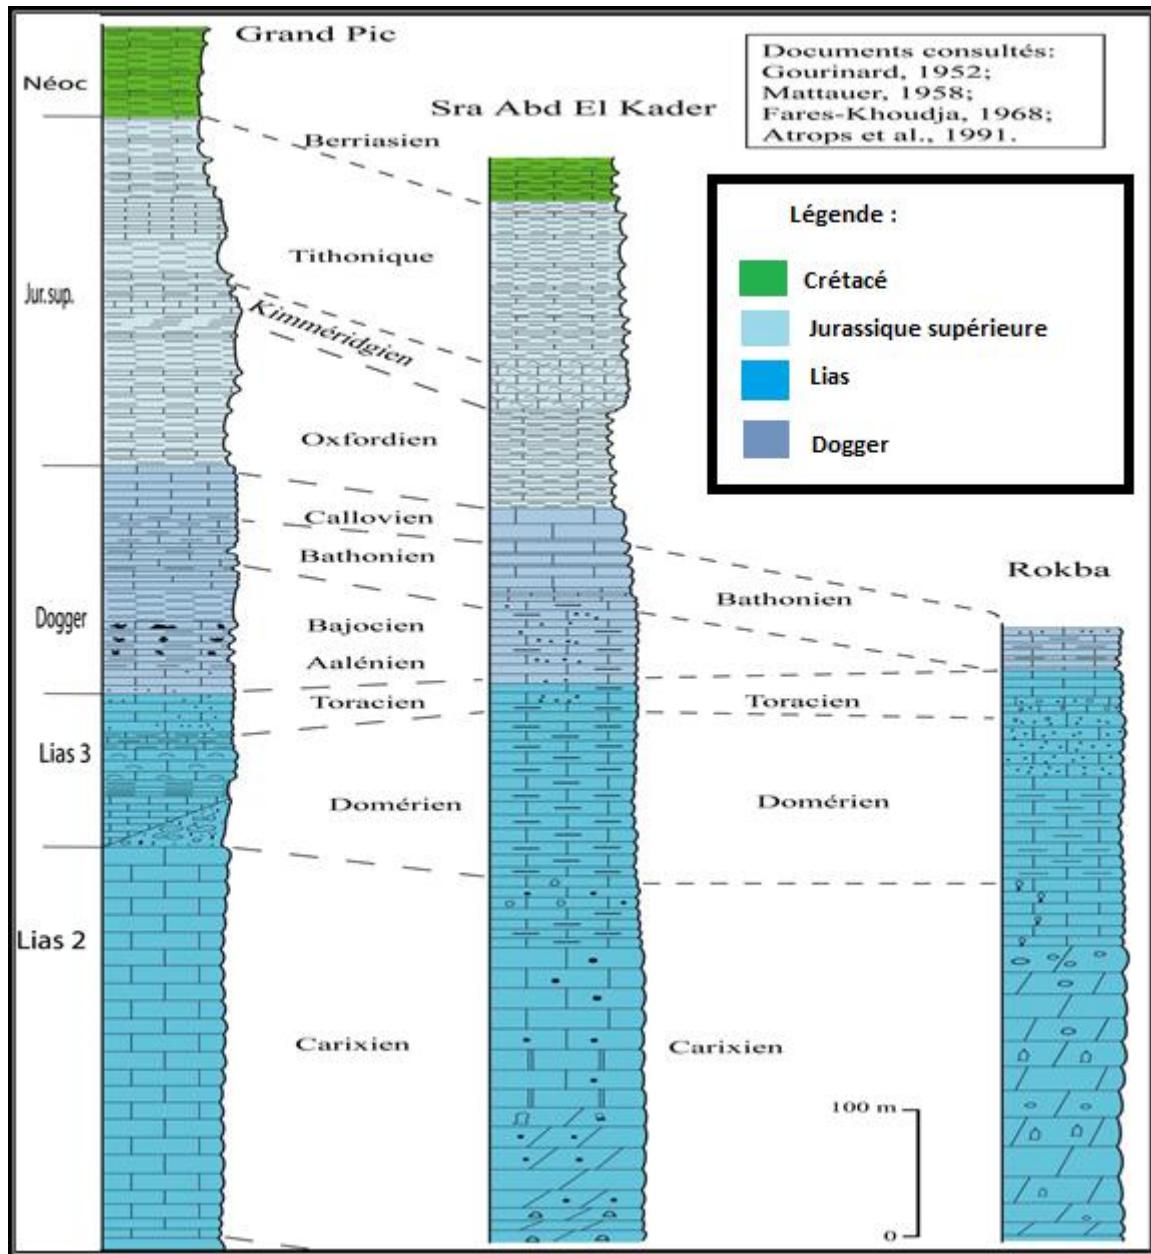 Grand Pic
Sra Abd El Kader
Documents consultés:
Gourinard, 1952;
Mattauer, 1958;
Fares-Khoudja, 1968;
Atrops et al., 1991.
Néoc
Berriasien
Légende :
Crétacé
Jurassique supérieure
Lias
Dogger
Tithonique
Jur.sup.
Kimméridgien
Oxfordien
Callovien
Bathonien
Rokba
Bathonien
Dogger
Bajocien
Aalénien
Toracien
Toracien
Lias 3
Domérien
Domérien
Lias 2
Carixien
Carixien
100 m
0